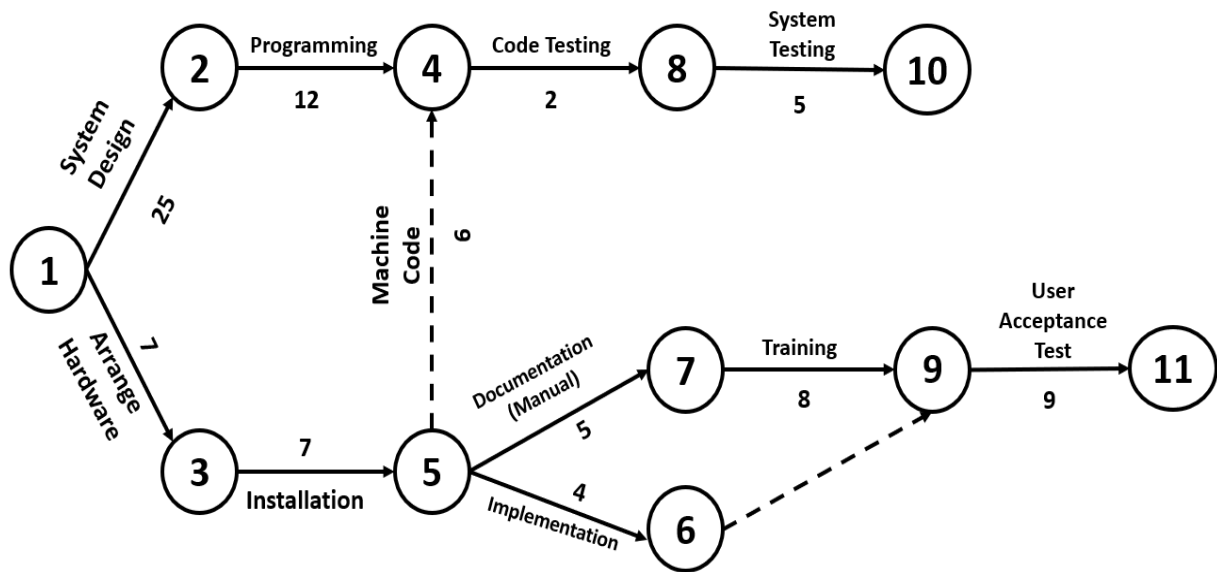 System
Testing
Programming
Code Testing
2
4
8
10
12
2
5
System
Design
25
1
Machine
Code
6
7
Arrange
Hardware
User
Acceptance
Test
Documentation
(Manual)
7
Training
9
11
5
8
9
3
7
Installation
5
4
Implementation
6